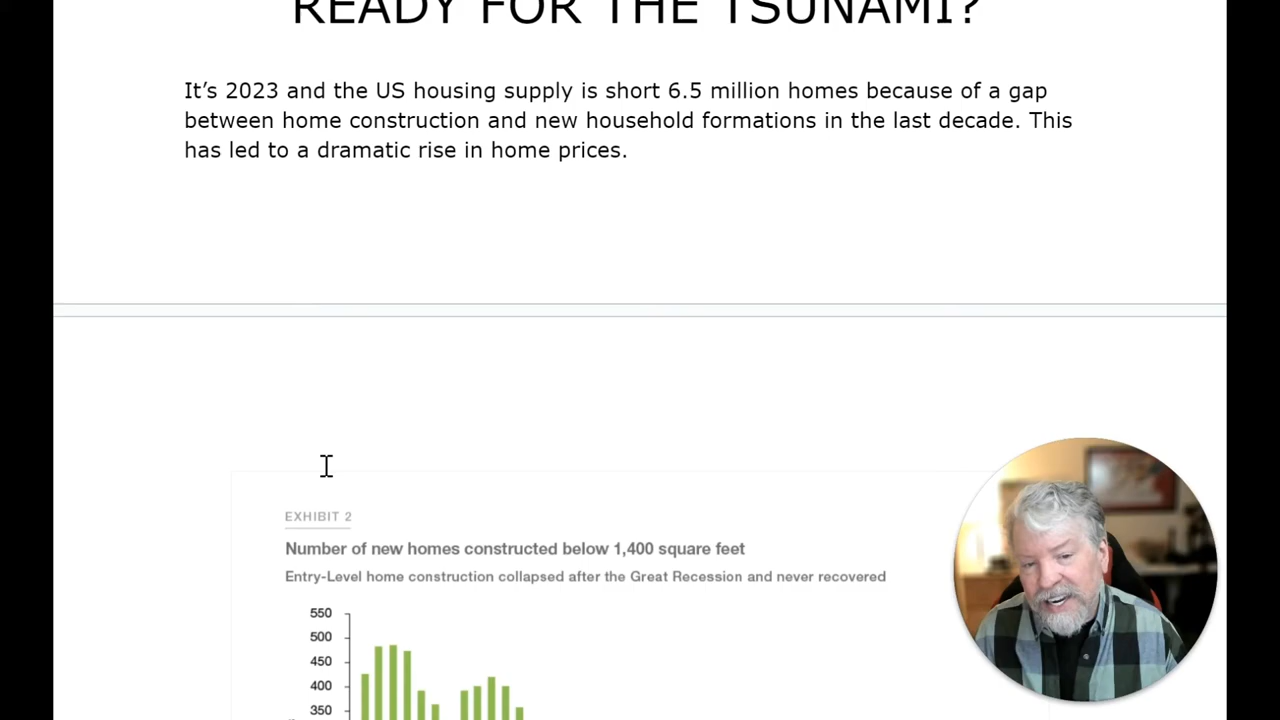 READY FOR THE TSUNAMI?
It’s 2023 and the US housing supply is short 6.5 million homes because of a gap
between home construction and new household formations in the last decade. This
has led to a dramatic rise in home prices.
EXHIBIT 2
Number of new homes constructed below 1,400 square feet
Entry-Level home construction collapsed after the Great Recession and never recovered
550
500
450
400
350